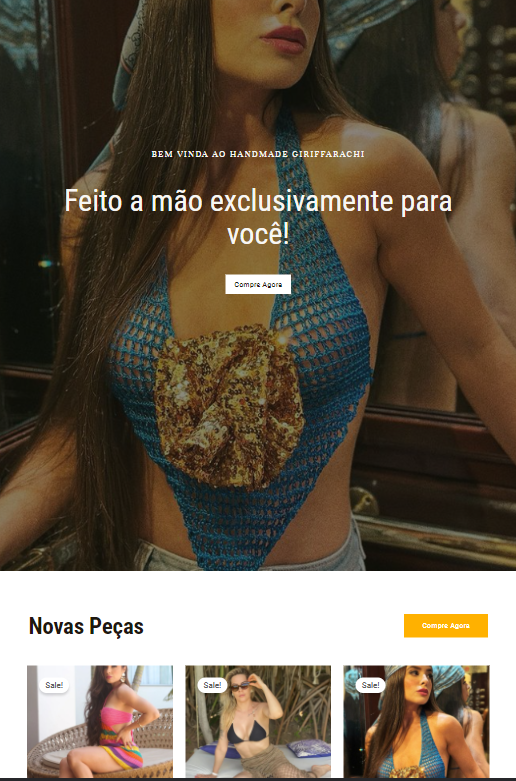 BEM VINDA AO HANDMADE GIRIFFARACHI
Feito a mão exclusivamente para
você!
Compre Agora
Novas Peças
Compre Agora
Sale!
Sale!
Sale!